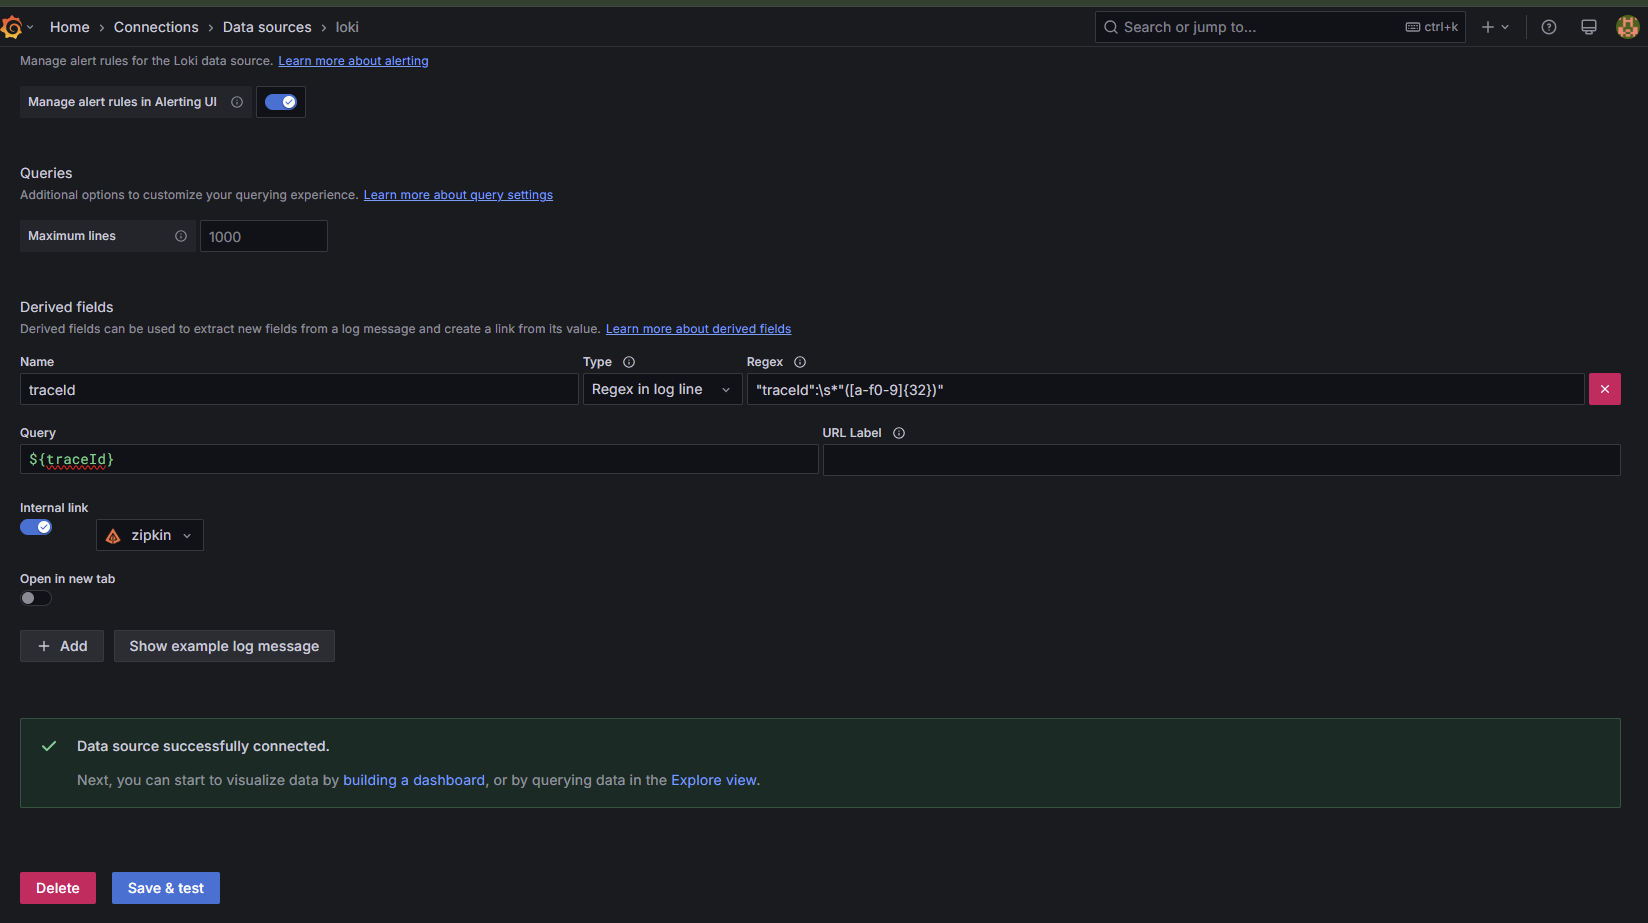 Home › Connections › Data sources › loki
Search or jump to... ctrl+k
Manage alert rules for the Loki data source. Learn more about alerting
Manage alert rules in Alerting UI
Queries
Additional options to customize your querying experience. Learn more about query settings
Maximum lines 1000
Derived fields
Derived fields can be used to extract new fields from a log message and create a link from its value. Learn more about derived fields
Name Type Regex
traceId Regex in log line "traceId":\s*"([a-f0-9]{32})"
Query URL Label
${traceId}
Internal link
zipkin
Open in new tab
Add Show example log message
Data source successfully connected.
Next, you can start to visualize data by building a dashboard, or by querying data in the Explore view.
Delete Save & test